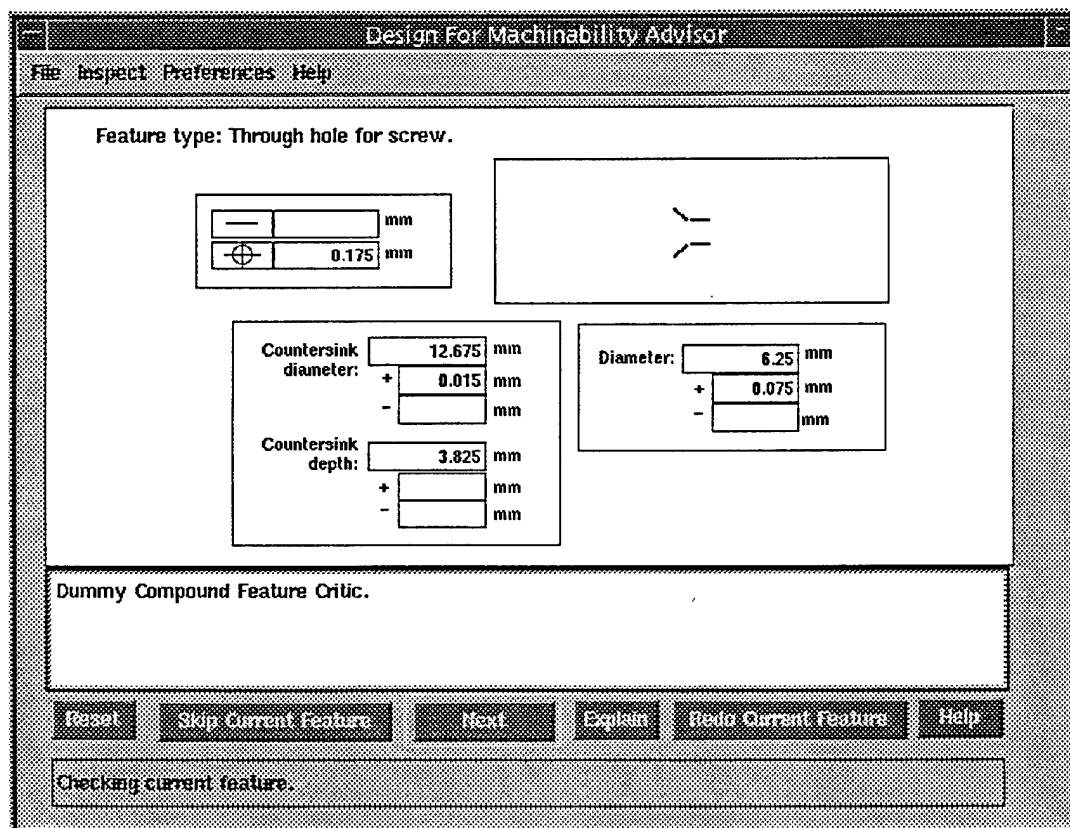 Design For Machinability Advisor
File Inspect Preferences Help
Feature type: Through hole for screw.
mm
0.175 mm
Countersink diameter: 12.675 mm
+ 0.015 mm
- mm
Countersink depth: 3.825 mm
+ mm
- mm
Diameter: 6.25 mm
+ 0.075 mm
- mm
Dummy Compound Feature Critic.
Reset Skip Current Feature Next Explain Redo Current Feature Help
Checking current feature.